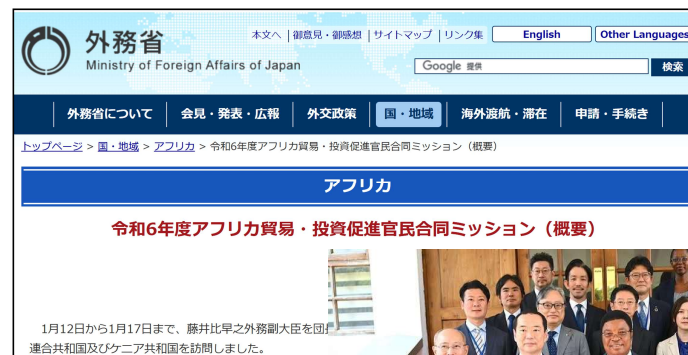 外務省
Ministry of Foreign Affairs of Japan
本文へ | 御意見・御感想 | サイトマップ | リンク集 English Other Languages
Google 提供 検索
外務省について 会見・発表・広報 外交政策 国・地域 海外渡航・滞在 申請・手続き
トップページ > 国・地域 > アフリカ > 令和6年度アフリカ貿易・投資促進官民合同ミッション(概要)
アフリカ
令和6年度アフリカ貿易・投資促進官民合同ミッション(概要)
1月12日から1月17日まで、藤井比早之外務副大臣を団
連合共和国及びケニア共和国を訪問しました。